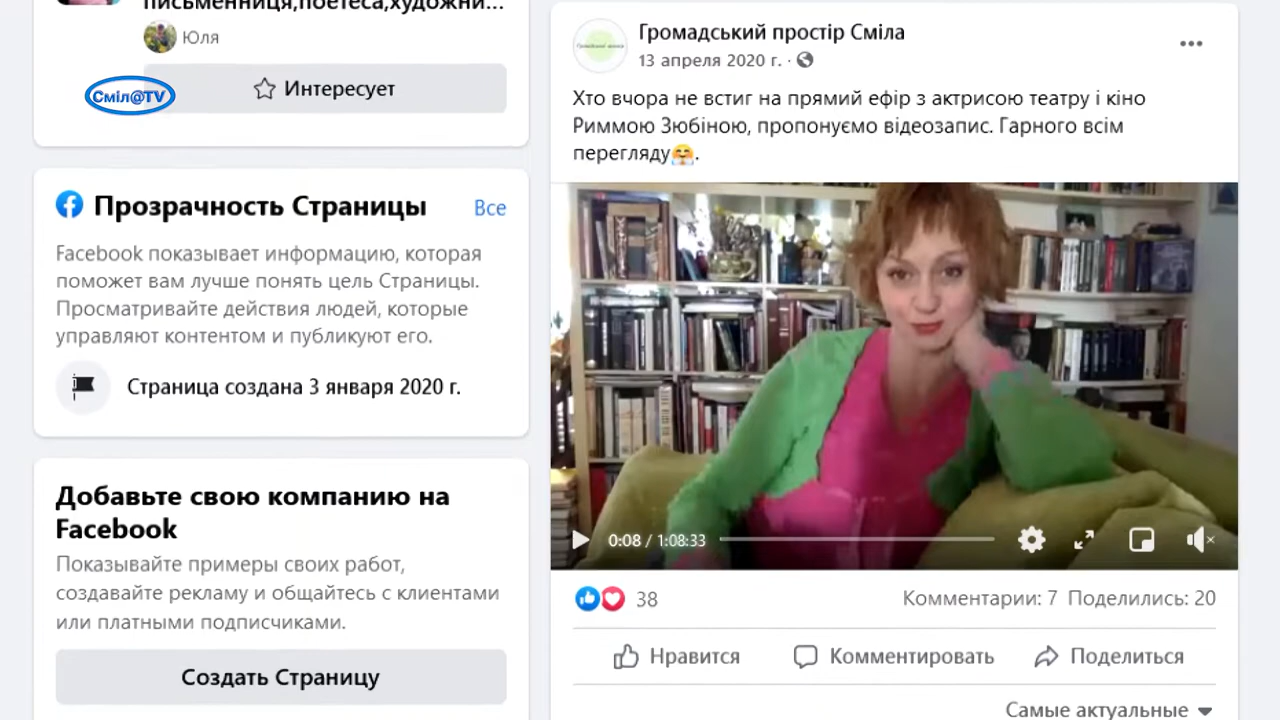 письменниця,поетеса,художни...
Юля
Смiл@TV
Интересует
Прозрачность Страницы
Все
Facebook показывает информацию, которая
поможет вам лучше понять цель Страницы.
Просматривайте действия людей, которые
управляют контентом и публикуют его.
Страница создана 3 января 2020 г.
Добавьте свою компанию на
Facebook
Показывайте примеры своих работ,
создавайте рекламу и общайтесь с клиентами
или платными подписчиками.
Создать Страницу
Громадський простір Сміла
13 апреля 2020 г. ·
Хто вчора не встиг на прямий ефір з актрисою театру і кіно
Риммою Зюбіною, пропонуємо відеозапис. Гарного всім
перегляду🤗.
0:08 / 1:08:33
38
Комментарии: 7 Поделились: 20
Нравится
Комментировать
Поделиться
Самые актуальные